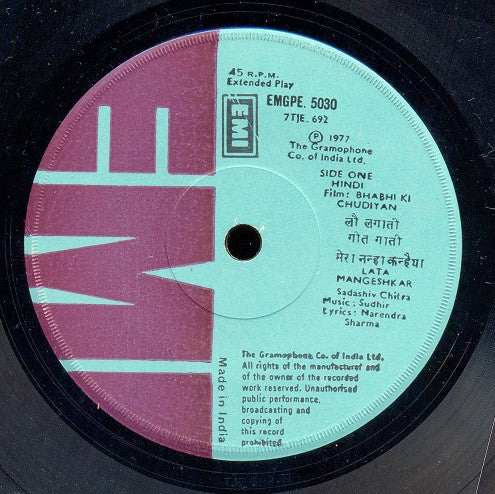 45 R.P.M.
Extended Play
EMI
EMGPE. 5030
7TJE. 692
Ⓟ 1977
The Gramophone
Co. of India Ltd.
SIDE ONE
HINDI
Film: BHABHI KI
CHUDIYAN
लौ लगाती
गीत गाती
मेरा नन्हा कन्हैया
LATA
MANGESHKAR
Sadashiv Chitra
Music: Sudhir
Lyrics: Narendra
Sharma
The Gramophone Co. of India Ltd.
All rights of the manufacturer and
of the owner of the recorded
work reserved. Unauthorised
public performance,
broadcasting and
copying of
this record
prohibited.
Made in India
EMI